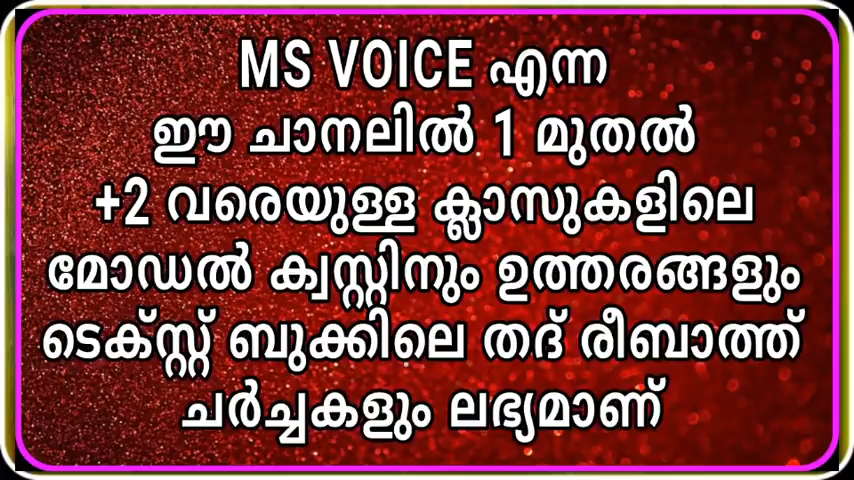 MS VOICE എന്ന
ഈ ചാനലിൽ 1 മുതൽ
+2 വരെയുള്ള ക്ലാസുകളിലെ
മോഡൽ ക്വസ്റ്റിനും ഉത്തരങ്ങളും
ടെക്സ്റ്റ് ബുക്കിലെ തദ് രീബാത്ത്
ചർച്ചകളും ലഭ്യമാണ്